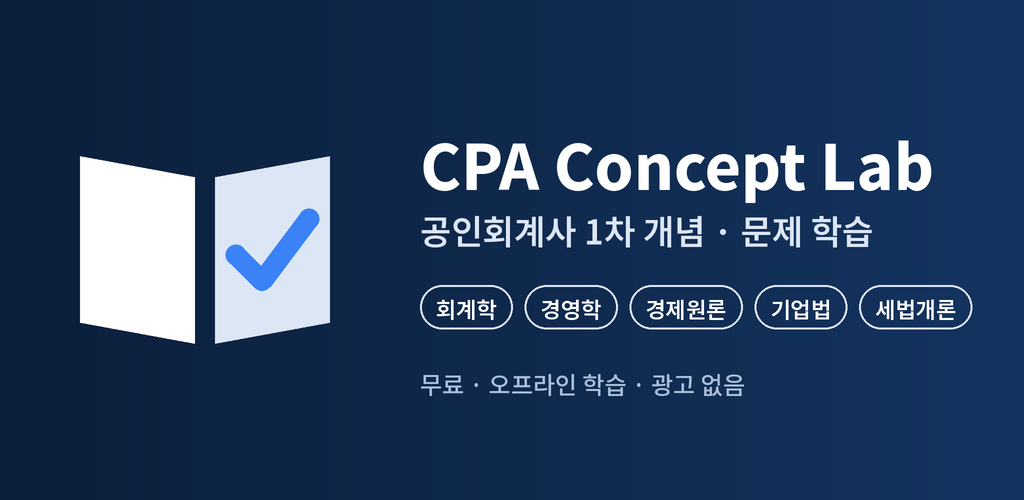 CPA Concept Lab
공인회계사 1차 개념 · 문제 학습
회계학 경영학 경제원론 기업법 세법개론
무료 · 오프라인 학습 · 광고 없음